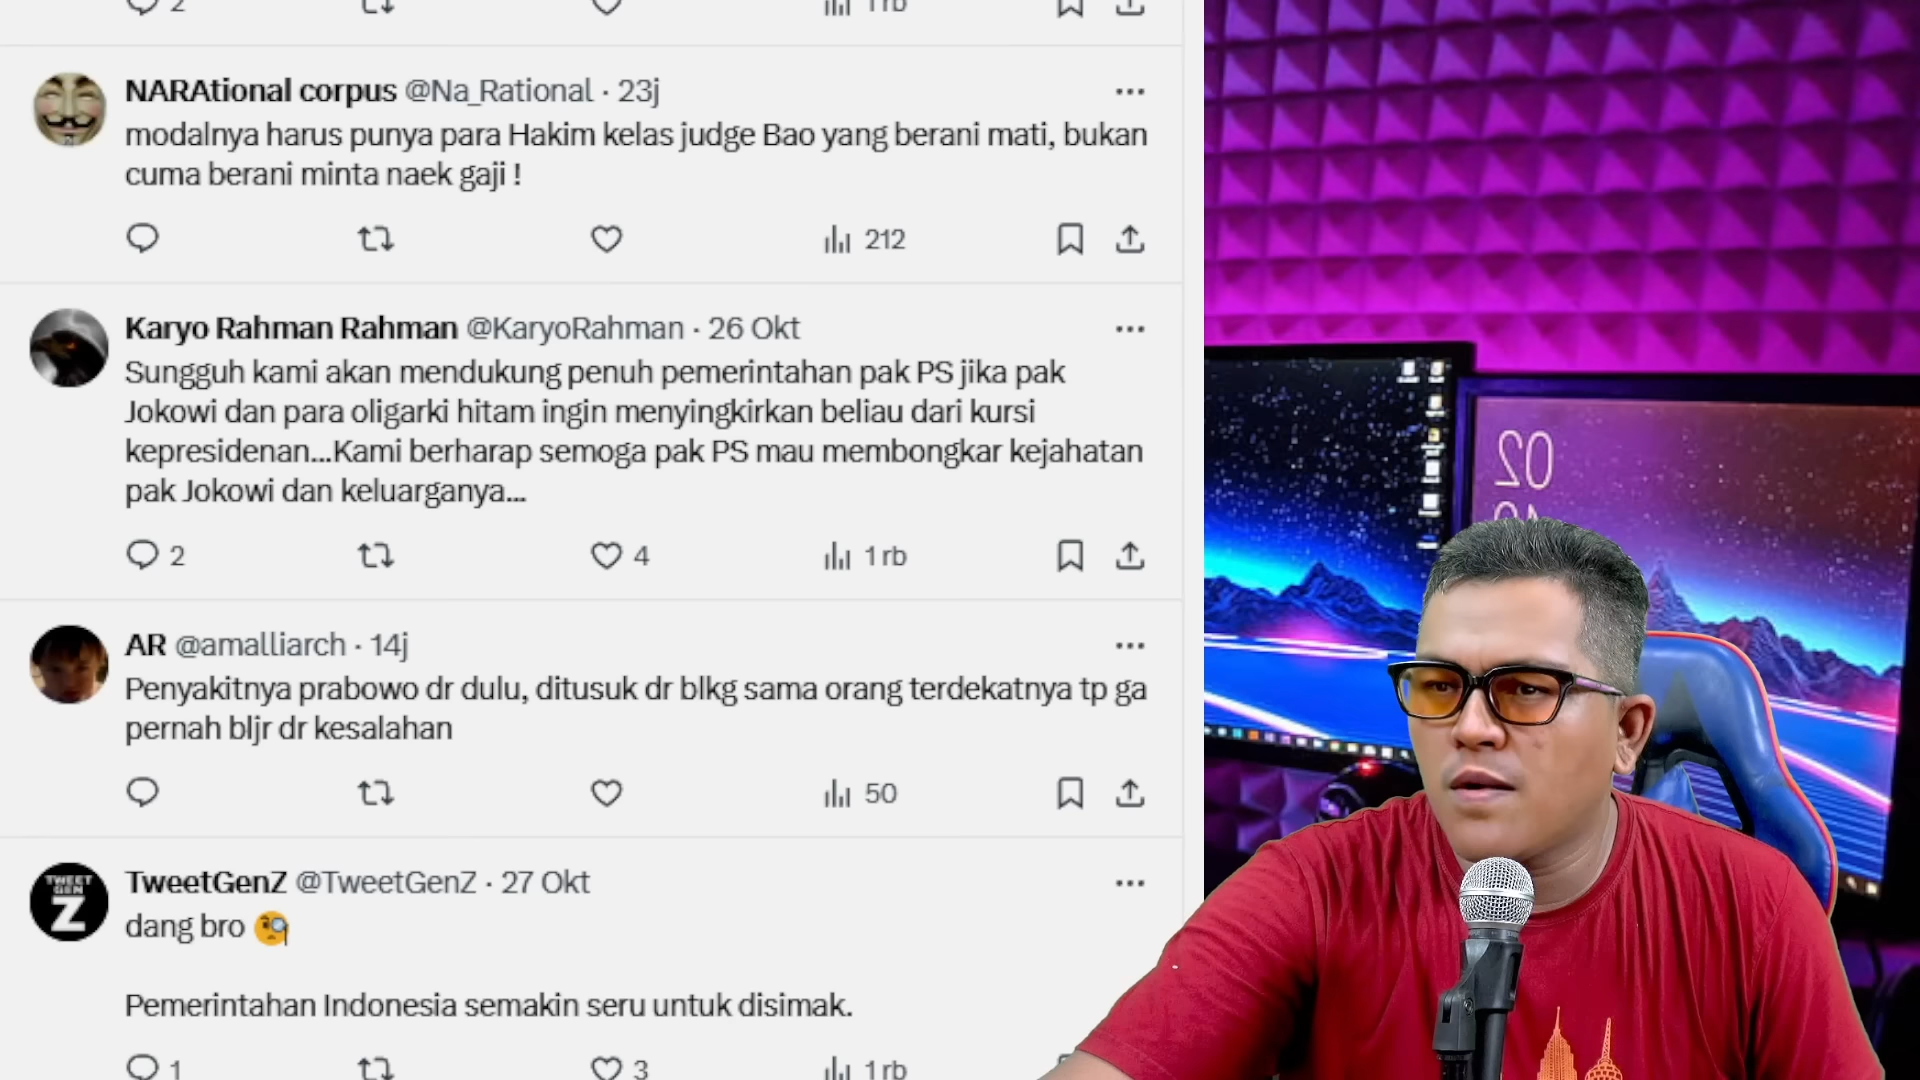 2
1 rb
NARAtional corpus @Na_Rational · 23j
modalnya harus punya para Hakim kelas judge Bao yang berani mati, bukan
cuma berani minta naek gaji !
212
Karyo Rahman Rahman @KaryoRahman · 26 Okt
Sungguh kami akan mendukung penuh pemerintahan pak PS jika pak
Jokowi dan para oligarki hitam ingin menyingkirkan beliau dari kursi
kepresidenan...Kami berharap semoga pak PS mau membongkar kejahatan
pak Jokowi dan keluarganya...
2
4
1 rb
AR @amalliarch · 14j
Penyakitnya prabowo dr dulu, ditusuk dr blkg sama orang terdekatnya tp ga
pernah bljr dr kesalahan
50
TWEET
GEN
Z
TweetGenZ @TweetGenZ · 27 Okt
dang bro 🧐
Pemerintahan Indonesia semakin seru untuk disimak.
1
3
1 rb
02